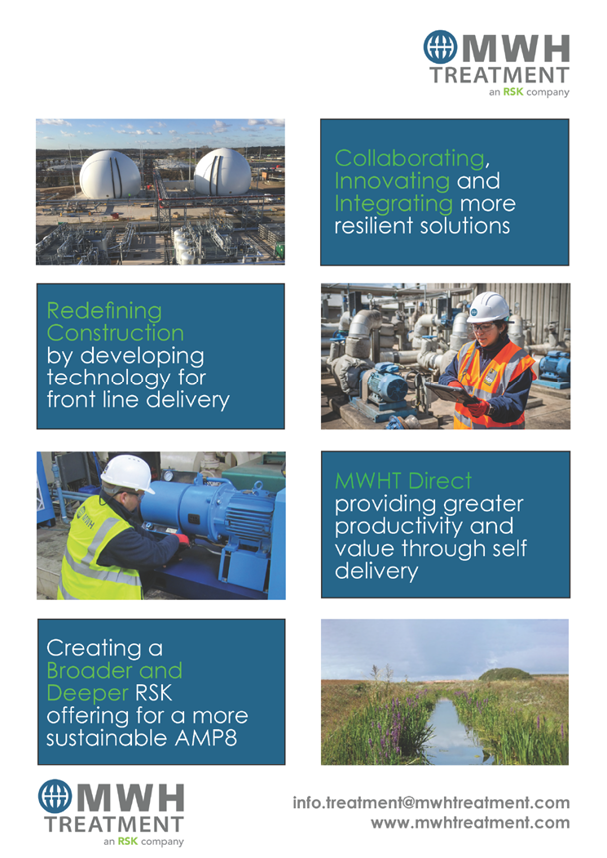 MWH
TREATMENT
an RSK company
Collaborating,
Innovating and
Integrating more
resilient solutions
Redefining
Construction
by developing
technology for
front line delivery
MWHT Direct
providing greater
productivity and
value through self
delivery
Creating a
Broader and
Deeper RSK
offering for a more
sustainable AMP8
MWH
TREATMENT
an RSK company
info.treatment@mwhtreatment.com
www.mwhtreatment.com